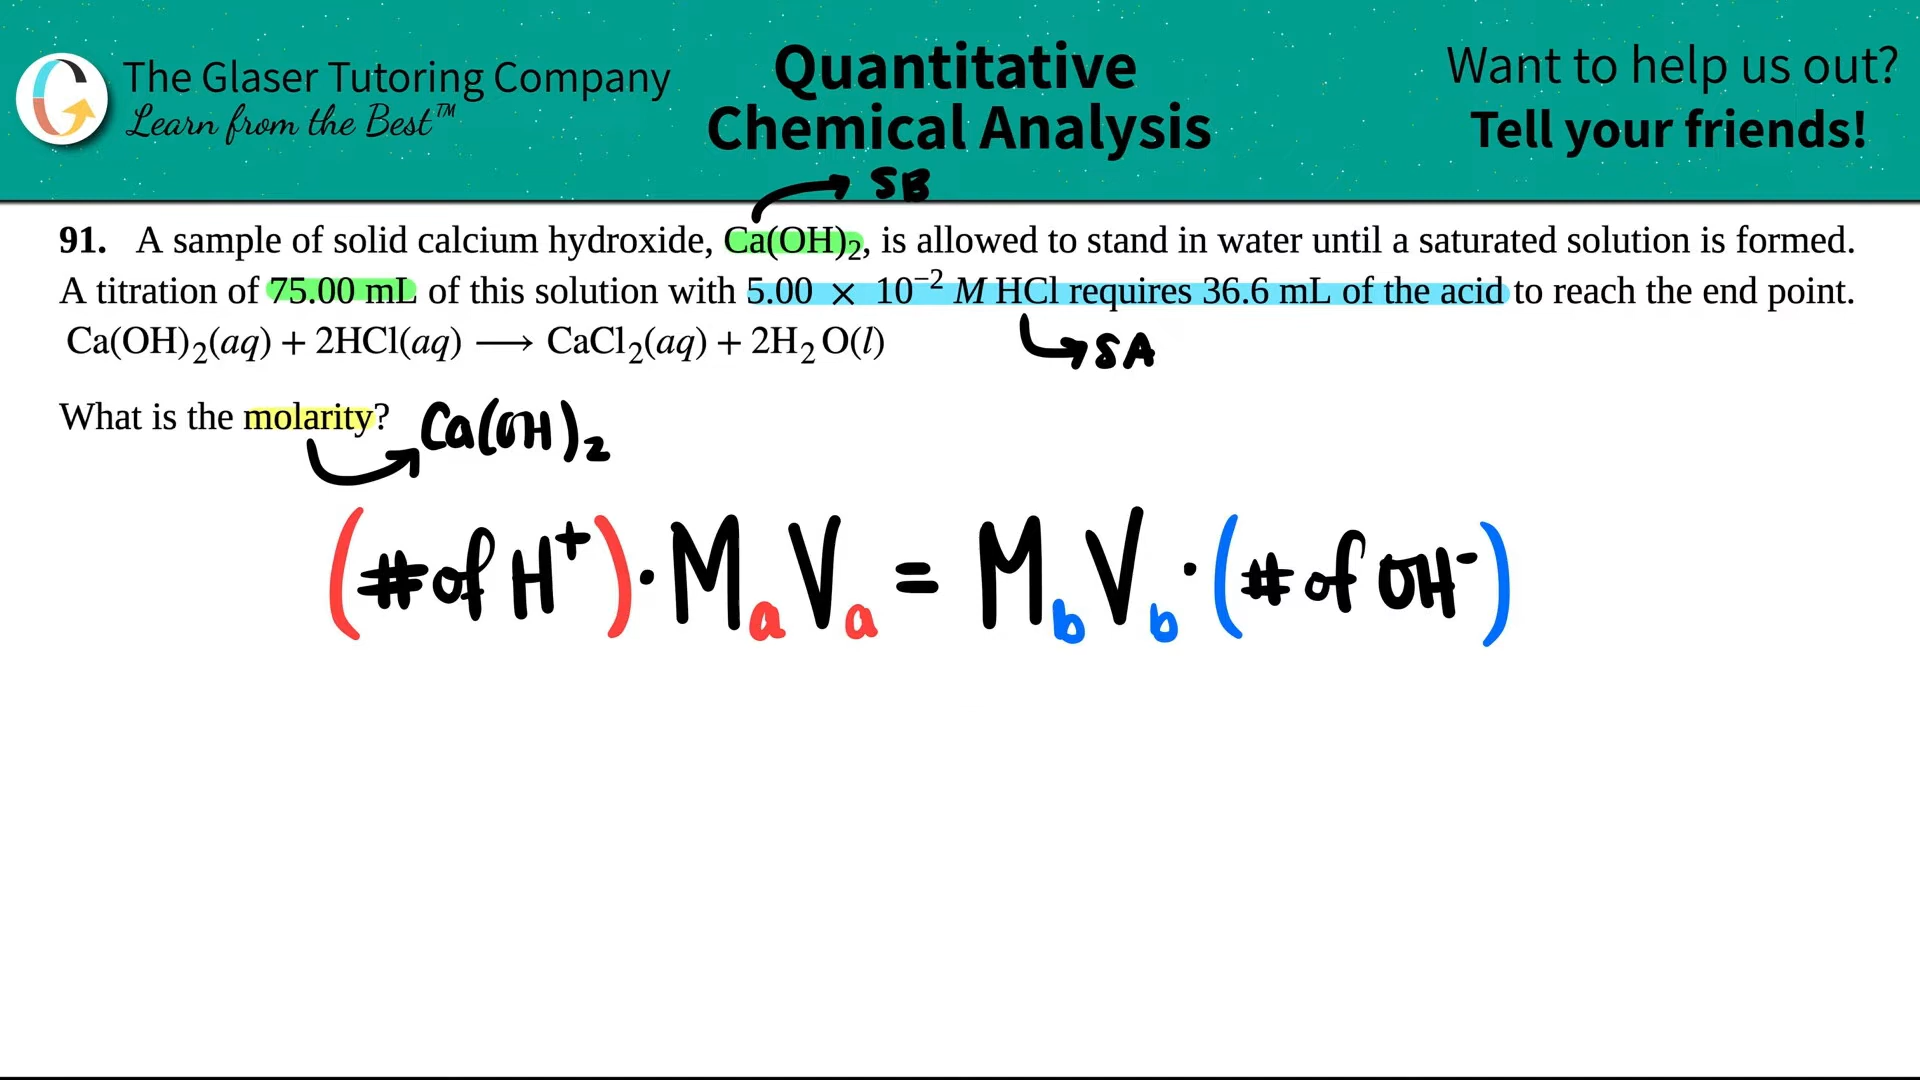 The Glaser Tutoring Company
Learn from the Best™
Quantitative
Chemical Analysis
Want to help us out?
Tell your friends!
SB
91. A sample of solid calcium hydroxide, Ca(OH)₂, is allowed to stand in water until a saturated solution is formed.
A titration of 75.00 mL of this solution with 5.00 × 10⁻² M HCl requires 36.6 mL of the acid to reach the end point.
Ca(OH)₂(aq) + 2HCl(aq) ⟶ CaCl₂(aq) + 2H₂O(l)
SA
What is the molarity?
Ca(OH)₂
(# of H⁺) · MₐVₐ = M_b V_b · (# of OH⁻)